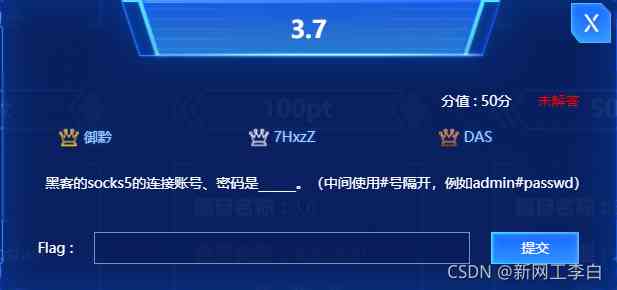 3.7
X
100pt
分值 : 50分 未解答
御黔 7HxzZ DAS
黑客的socks5的连接账号、密码是_____。（中间使用#号隔开，例如admin#passwd）
Flag :
提交
CSDN @新网工李白